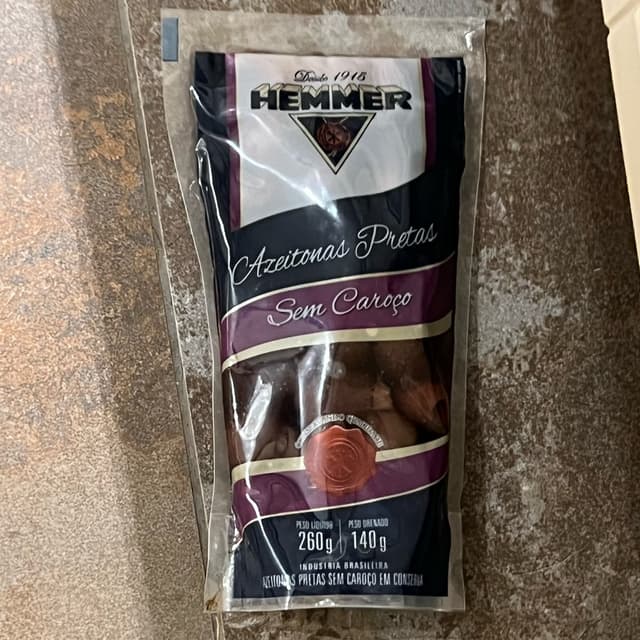 Desde 1915
HEMMER
Azeitonas Pretas
Sem Caroço
PESO LÍQUIDO
260g
PESO DRENADO
140g
INDÚSTRIA BRASILEIRA
AZEITONAS PRETAS SEM CAROÇO EM CONSERVA